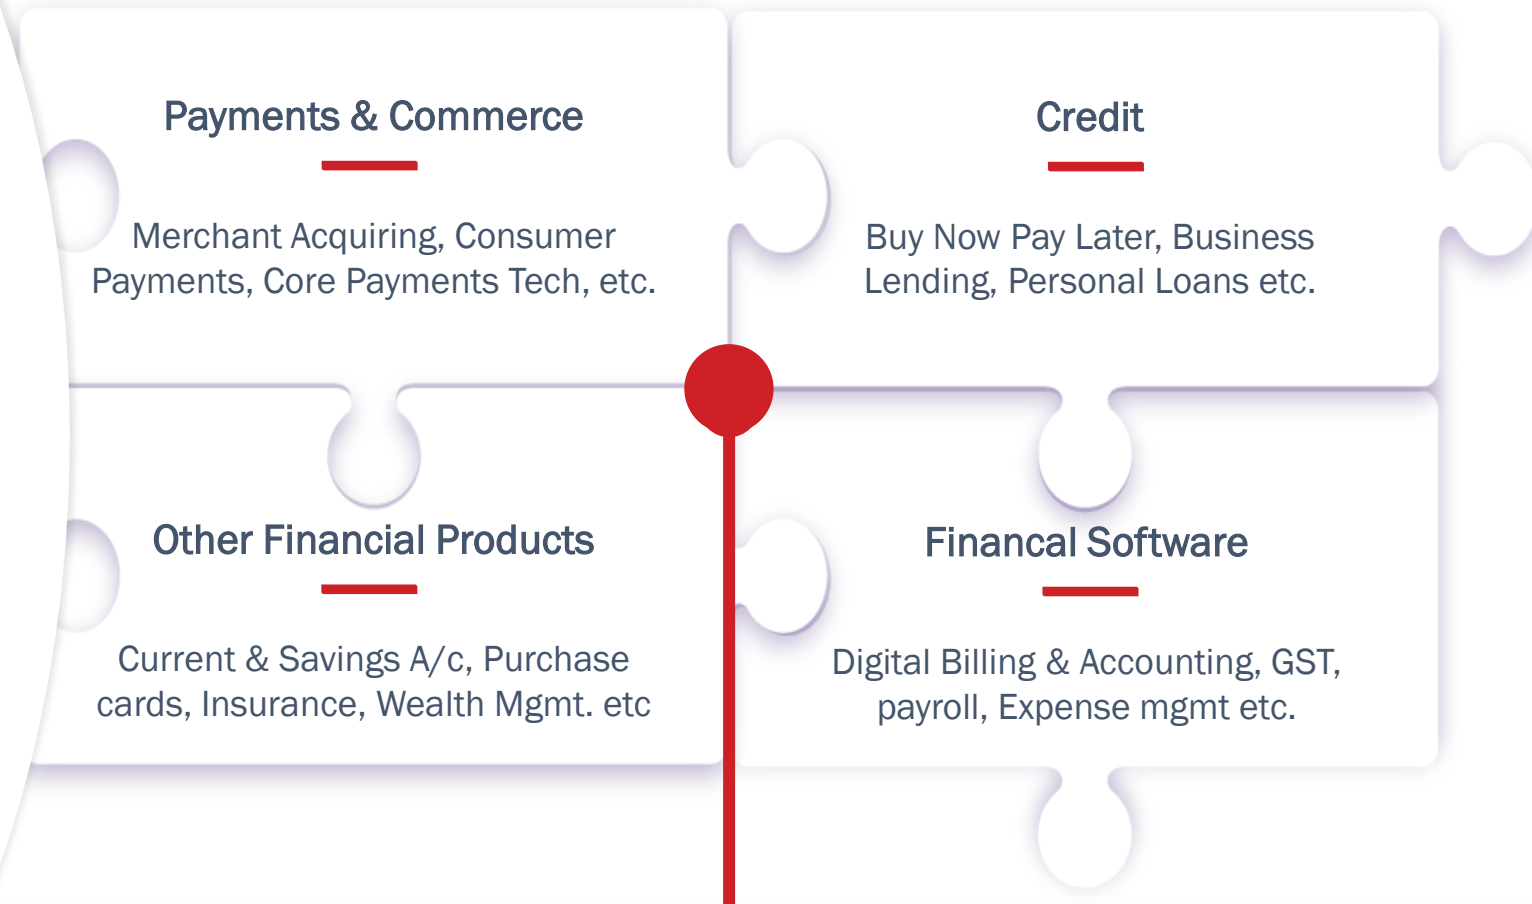 Payments & Commerce
Merchant Acquiring, Consumer
Payments, Core Payments Tech, etc.
Credit
Buy Now Pay Later, Business
Lending, Personal Loans etc.
Other Financial Products
Current & Savings A/c, Purchase
cards, Insurance, Wealth Mgmt. etc
Financal Software
Digital Billing & Accounting, GST,
payroll, Expense mgmt etc.